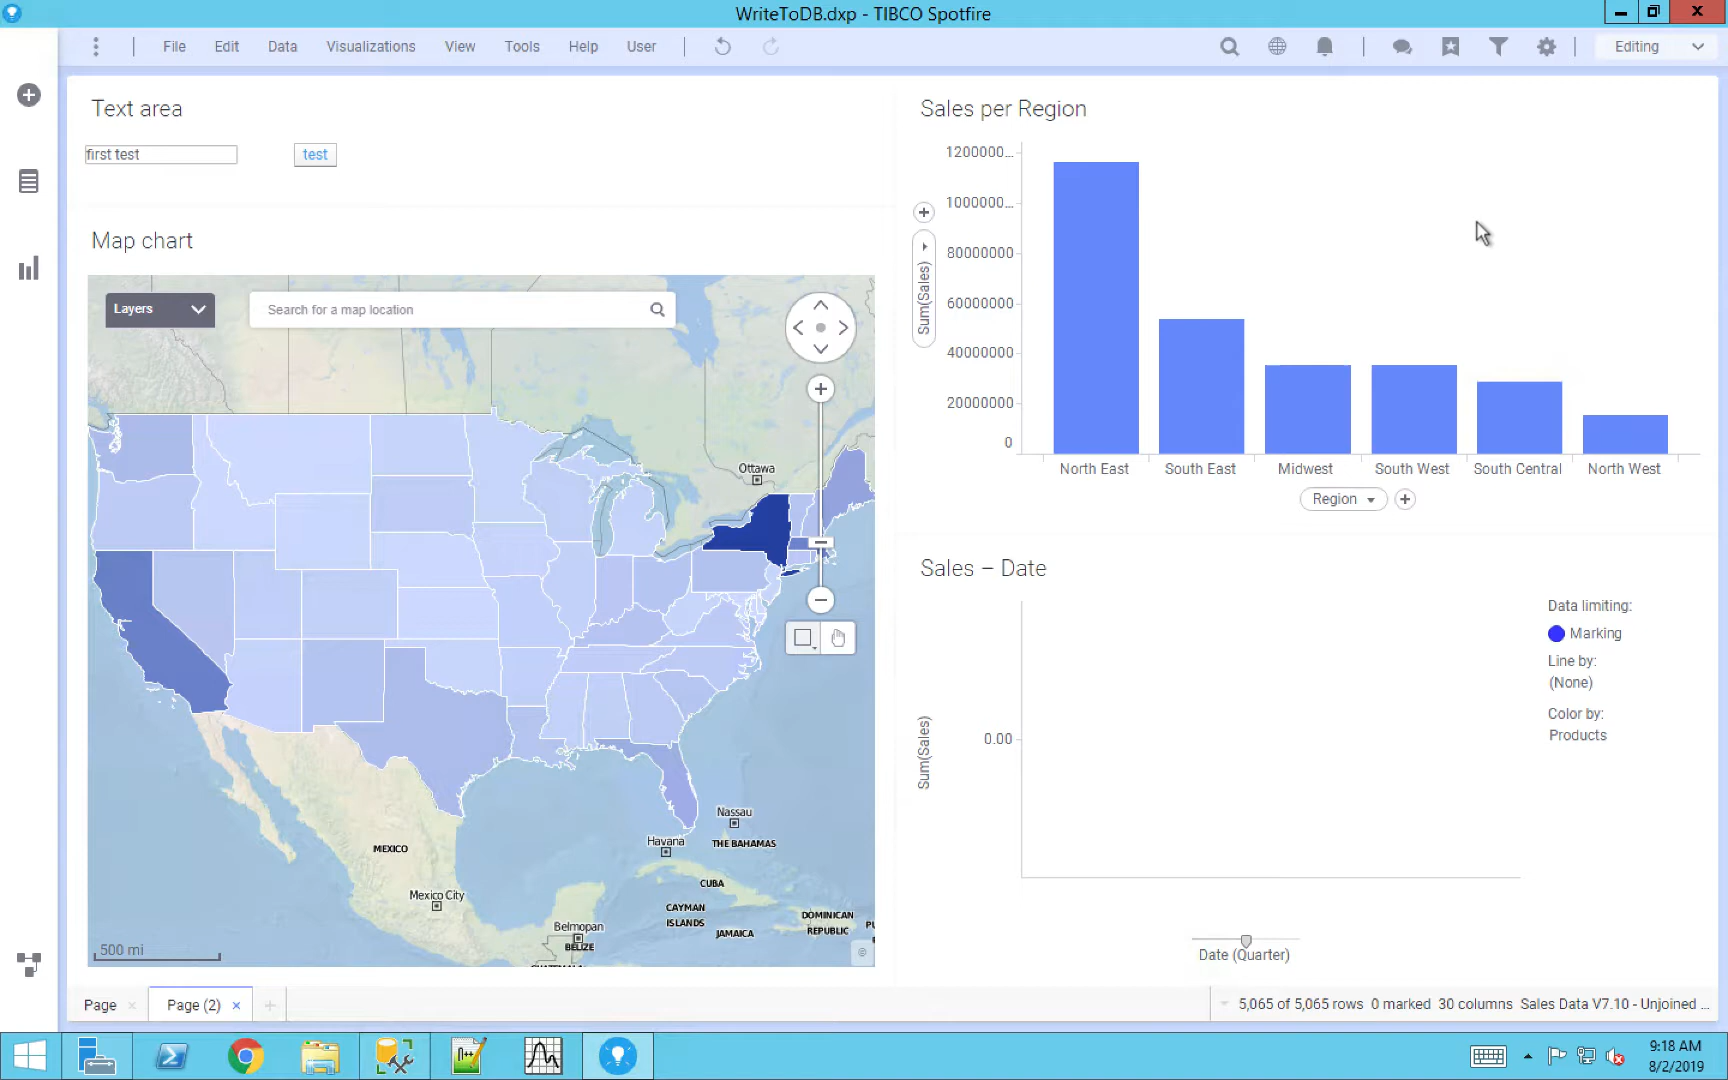 WriteToDB.dxp - TIBCO Spotfire
File Edit Data Visualizations View Tools Help User
Editing
Text area
first test
test
Map chart
Layers
Search for a map location
Ottawa
Nassau
THE BAHAMAS
Havana
MEXICO
CUBA
Mexico City
CAYMAN
ISLANDS
JAMAICA
DOMINICAN
REPUBLIC
Belmopan
BELIZE
500 mi
Sales per Region
Sum(Sales)
1200000...
1000000...
80000000
60000000
40000000
20000000
0
North East South East Midwest South West South Central North West
Region
Sales – Date
Sum(Sales)
0.00
Data limiting:
Marking
Line by:
(None)
Color by:
Products
Date (Quarter)
Page
Page (2)
5,065 of 5,065 rows 0 marked 30 columns Sales Data V7.10 - Unjoined ...
9:18 AM
8/2/2019